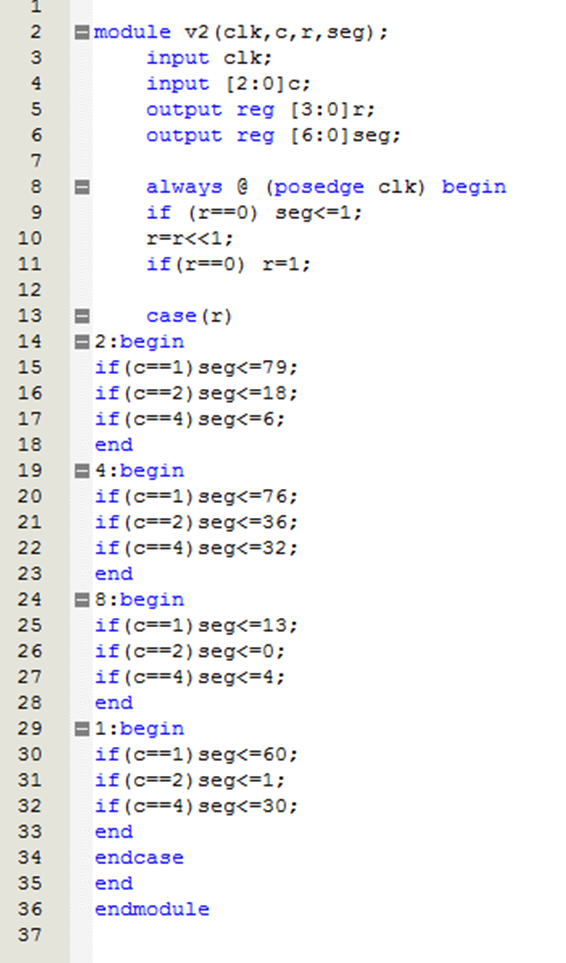 1
2 module v2(clk,c,r,seg);
3 input clk;
4 input [2:0]c;
5 output reg [3:0]r;
6 output reg [6:0]seg;
7
8 always @ (posedge clk) begin
9 if (r==0) seg<=1;
10 r=r<<1;
11 if(r==0) r=1;
12
13 case(r)
14 2:begin
15 if(c==1)seg<=79;
16 if(c==2)seg<=18;
17 if(c==4)seg<=6;
18 end
19 4:begin
20 if(c==1)seg<=76;
21 if(c==2)seg<=36;
22 if(c==4)seg<=32;
23 end
24 8:begin
25 if(c==1)seg<=13;
26 if(c==2)seg<=0;
27 if(c==4)seg<=4;
28 end
29 1:begin
30 if(c==1)seg<=60;
31 if(c==2)seg<=1;
32 if(c==4)seg<=30;
33 end
34 endcase
35 end
36 endmodule
37